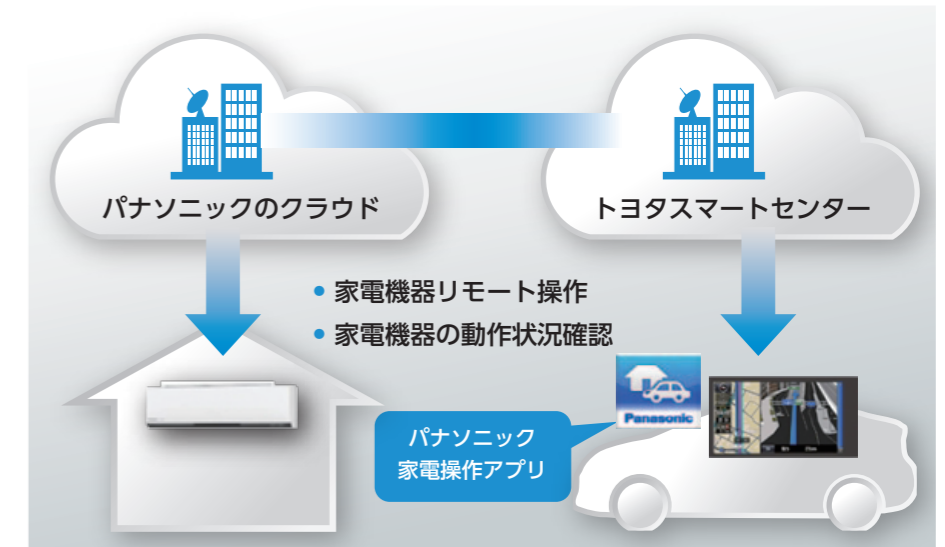 パナソニックのクラウド
トヨタスマートセンター
• 家電機器リモート操作
• 家電機器の動作状況確認
Panasonic
パナソニック
家電操作アプリ